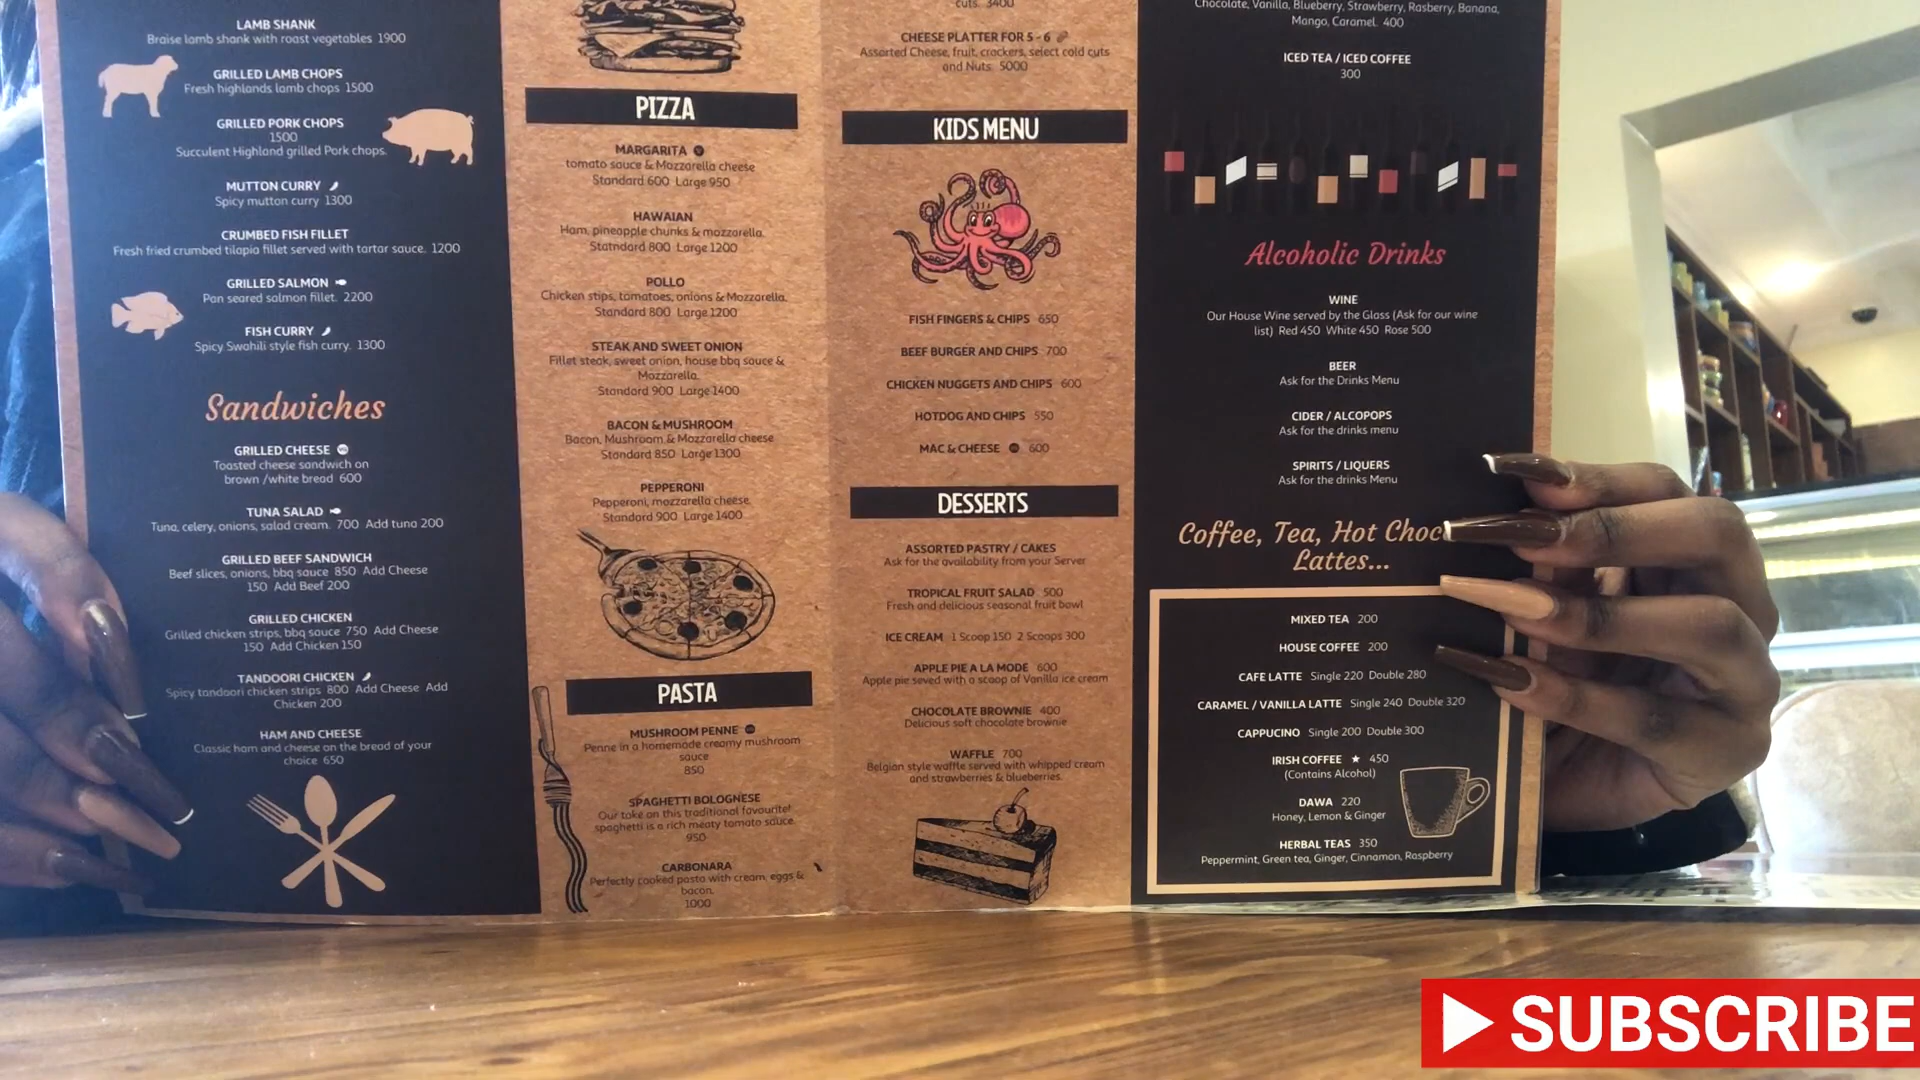 LAMB SHANK
Braise lamb shank with roast vegetables 1900
GRILLED LAMB CHOPS
Fresh highlands lamb chops 1500
GRILLED PORK CHOPS
1500
Succulent Highland grilled Pork chops.
MUTTON CURRY
Spicy mutton curry 1300
CRUMBED FISH FILLET
Fresh fried crumbed tilapia fillet served with tartar sauce. 1200
GRILLED SALMON
Pan seared salmon fillet. 2200
FISH CURRY
Spicy Swahili style fish curry. 1300
Sandwiches
GRILLED CHEESE
Toasted cheese sandwich on
brown /white bread 600
TUNA SALAD
Tuna, celery, onions, salad cream. 700 Add tuna 200
GRILLED BEEF SANDWICH
Beef slices, onions, bbq sauce 850 Add Cheese
150 Add Beef 200
GRILLED CHICKEN
Grilled chicken strips, bbq sauce 750 Add Cheese
150 Add Chicken 150
TANDOORI CHICKEN
Spicy tandoori chicken strips 800 Add Cheese Add
Chicken 200
HAM AND CHEESE
Classic ham and cheese on the bread of your
choice 650
PIZZA
MARGARITA
tomato sauce & Mozzarella cheese
Standard 600 Large 950
HAWAIAN
Ham, pineapple chunks & mozzarella.
Statndard 800 Large 1200
POLLO
Chicken stips, tomatoes, onions & Mozzarella.
Standard 800 Large 1200
STEAK AND SWEET ONION
Fillet steak, sweet onion, house bbq sauce &
Mozzarella.
Standard 900 Large 1400
BACON & MUSHROOM
Bacon, Mushroom & Mozzarella cheese
Standard 850 Large 1300
PEPPERONI
Pepperoni, mozzarella cheese.
Standard 900 Large 1400
PASTA
MUSHROOM PENNE
Penne in a homemade creamy mushroom
sauce
850
SPAGHETTI BOLOGNESE
Our take on this traditional favourite!
spaghetti is a rich meaty tomato sauce.
950
CARBONARA
Perfectly cooked pasta with cream, eggs &
bacon.
1000
cuts. 3400
CHEESE PLATTER FOR 5 - 6
Assorted Cheese, fruit, crackers, select cold cuts
and Nuts. 5000
KIDS MENU
FISH FINGERS & CHIPS 650
BEEF BURGER AND CHIPS 700
CHICKEN NUGGETS AND CHIPS 600
HOTDOG AND CHIPS 550
MAC & CHEESE 600
DESSERTS
ASSORTED PASTRY / CAKES
Ask for the availability from your Server
TROPICAL FRUIT SALAD 500
Fresh and delicious seasonal fruit bowl
ICE CREAM 1 Scoop 150 2 Scoops 300
APPLE PIE A LA MODE 600
Apple pie seved with a scoop of Vanilla ice cream
CHOCOLATE BROWNIE 400
Delicious soft chocolate brownie
WAFFLE 700
Belgian style waffle served with whipped cream
and strawberries & blueberries.
Chocolate, Vanilla, Blueberry, Strawberry, Rasberry, Banana,
Mango, Caramel. 400
ICED TEA / ICED COFFEE
300
Alcoholic Drinks
WINE
Our House Wine served by the Glass (Ask for our wine
list) Red 450 White 450 Rose 500
BEER
Ask for the Drinks Menu
CIDER / ALCOPOPS
Ask for the drinks menu
SPIRITS / LIQUERS
Ask for the drinks Menu
Coffee, Tea, Hot Choc
Lattes...
MIXED TEA 200
HOUSE COFFEE 200
CAFE LATTE Single 220 Double 280
CARAMEL / VANILLA LATTE Single 240 Double 320
CAPPUCINO Single 200 Double 300
IRISH COFFEE ★ 450
(Contains Alcohol)
DAWA 220
Honey, Lemon & Ginger
HERBAL TEAS 350
Peppermint, Green tea, Ginger, Cinnamon, Raspberry
SUBSCRIBE